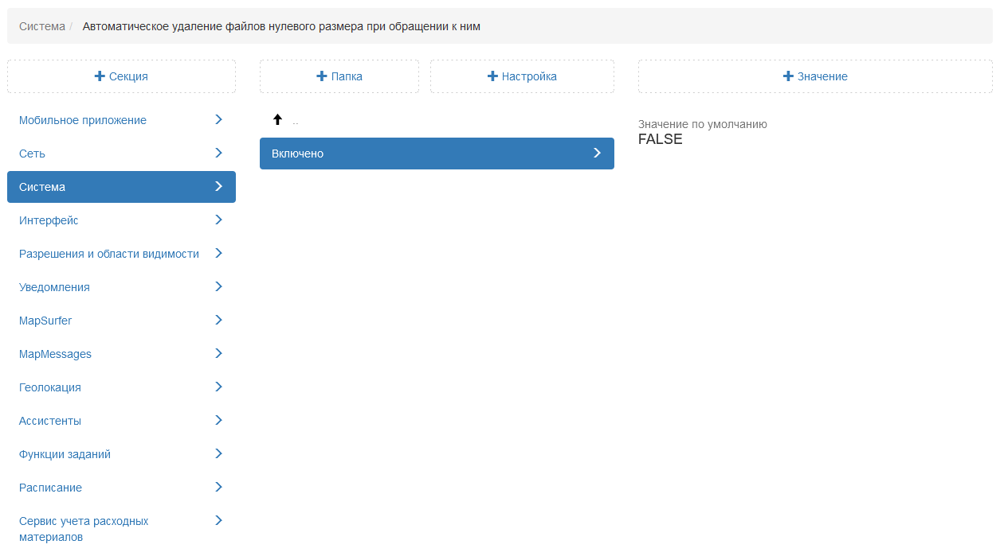 Система / Автоматическое удаление файлов нулевого размера при обращении к ним
Секция
Папка
Настройка
Значение
Мобильное приложение
Сеть
Система
Интерфейс
Разрешения и области видимости
Уведомления
MapSurfer
MapMessages
Геолокация
Ассистенты
Функции заданий
Расписание
Сервис учета расходных
материалов
..
Включено
Значение по умолчанию
FALSE